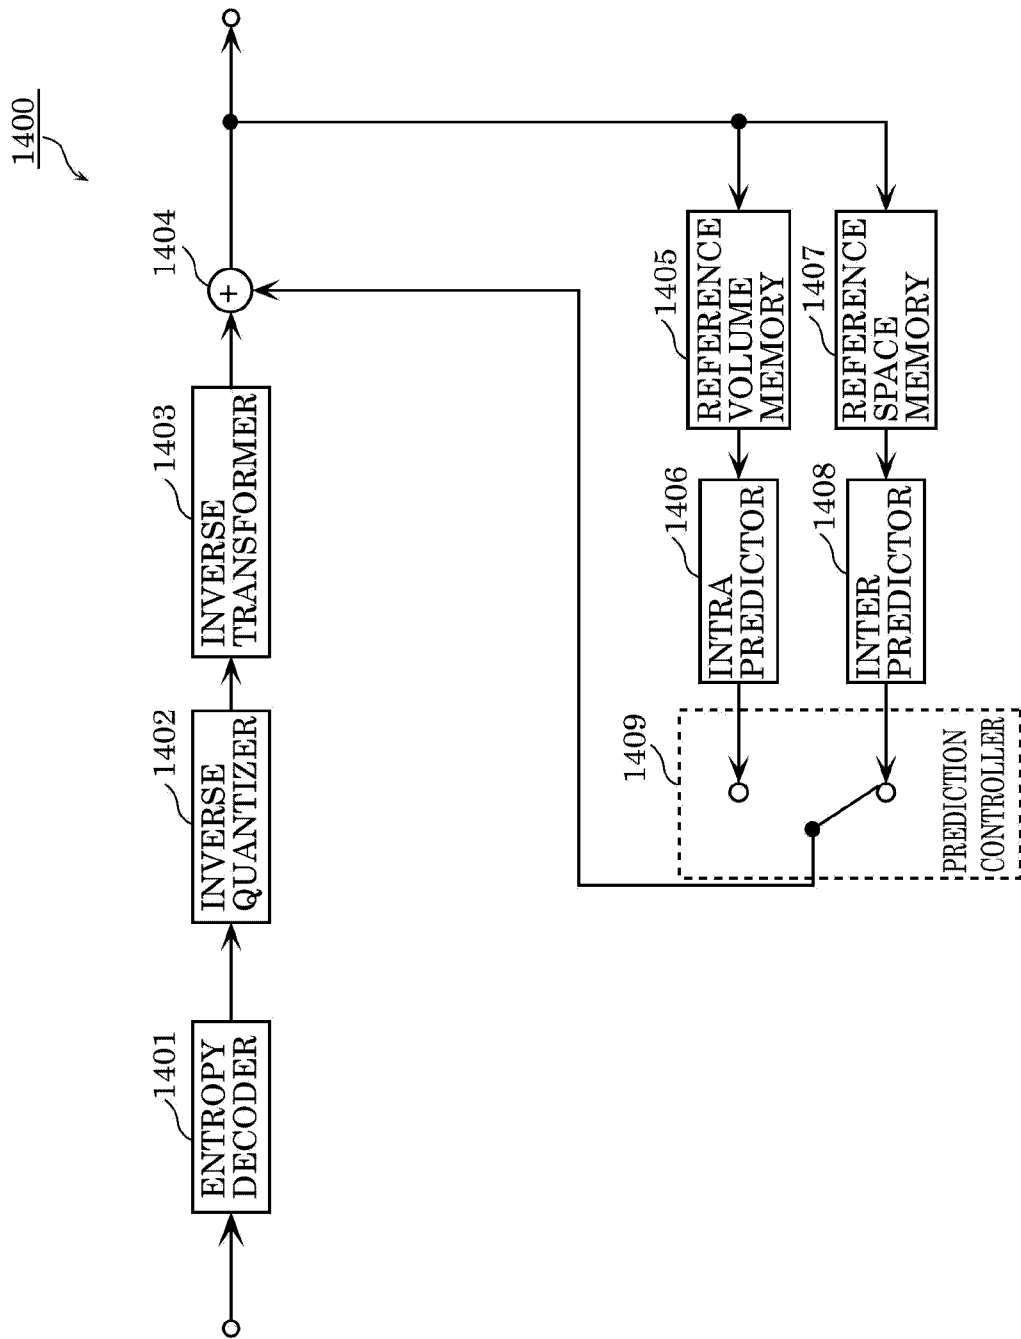 1400
1401
ENTROPY
DECODER
1402
INVERSE
QUANTIZER
1403
INVERSE
TRANSFORMER
1404
+
1409
PREDICTION
CONTROLLER
1406
INTRA
PREDICTOR
1405
REFERENCE
VOLUME
MEMORY
1408
INTER
PREDICTOR
1407
REFERENCE
SPACE
MEMORY